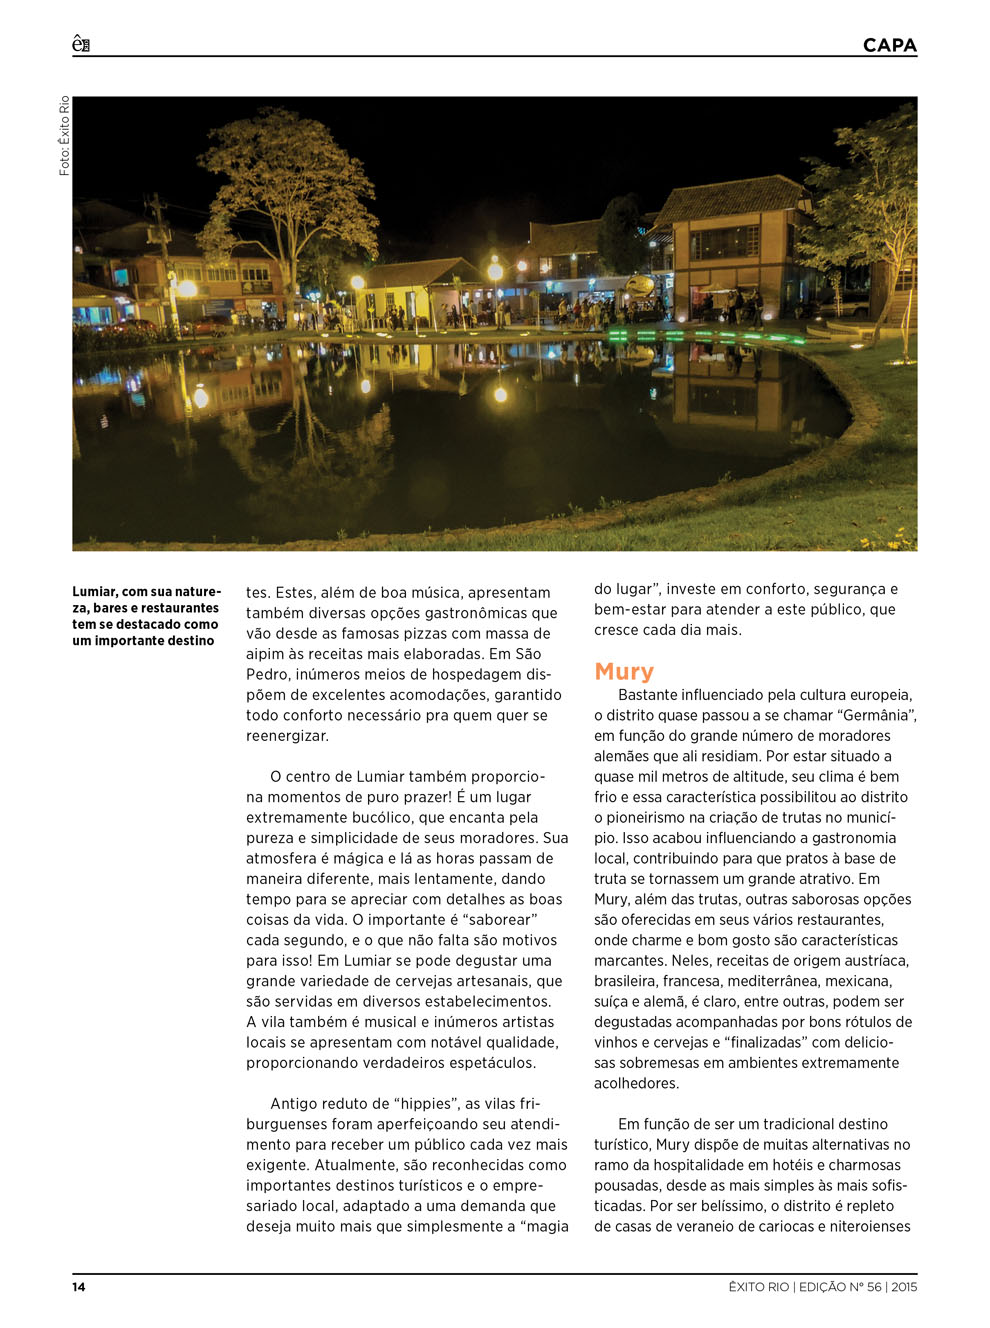 ê
CAPA
Foto: Êxito Rio
Lumiar, com sua nature-
za, bares e restaurantes
tem se destacado como
um importante destino
tes. Estes, além de boa música, apresentam
também diversas opções gastronômicas que
vão desde as famosas pizzas com massa de
aipim às receitas mais elaboradas. Em São
Pedro, inúmeros meios de hospedagem dis-
põem de excelentes acomodações, garantido
todo conforto necessário pra quem quer se
reenergizar.
O centro de Lumiar também proporcio-
na momentos de puro prazer! É um lugar
extremamente bucólico, que encanta pela
pureza e simplicidade de seus moradores. Sua
atmosfera é mágica e lá as horas passam de
maneira diferente, mais lentamente, dando
tempo para se apreciar com detalhes as boas
coisas da vida. O importante é “saborear”
cada segundo, e o que não falta são motivos
para isso! Em Lumiar se pode degustar uma
grande variedade de cervejas artesanais, que
são servidas em diversos estabelecimentos.
A vila também é musical e inúmeros artistas
locais se apresentam com notável qualidade,
proporcionando verdadeiros espetáculos.
Antigo reduto de “hippies”, as vilas fri-
burguenses foram aperfeiçoando seu atendi-
mento para receber um público cada vez mais
exigente. Atualmente, são reconhecidas como
importantes destinos turísticos e o empre-
sariado local, adaptado a uma demanda que
deseja muito mais que simplesmente a “magia
do lugar”, investe em conforto, segurança e
bem-estar para atender a este público, que
cresce cada dia mais.
Mury
Bastante influenciado pela cultura europeia,
o distrito quase passou a se chamar “Germânia”,
em função do grande número de moradores
alemães que ali residiam. Por estar situado a
quase mil metros de altitude, seu clima é bem
frio e essa característica possibilitou ao distrito
o pioneirismo na criação de trutas no municí-
pio. Isso acabou influenciando a gastronomia
local, contribuindo para que pratos à base de
truta se tornassem um grande atrativo. Em
Mury, além das trutas, outras saborosas opções
são oferecidas em seus vários restaurantes,
onde charme e bom gosto são características
marcantes. Neles, receitas de origem austríaca,
brasileira, francesa, mediterrânea, mexicana,
suíça e alemã, é claro, entre outras, podem ser
degustadas acompanhadas por bons rótulos de
vinhos e cervejas e “finalizadas” com delicio-
sas sobremesas em ambientes extremamente
acolhedores.
Em função de ser um tradicional destino
turístico, Mury dispõe de muitas alternativas no
ramo da hospitalidade em hotéis e charmosas
pousadas, desde as mais simples às mais sofis-
ticadas. Por ser belíssimo, o distrito é repleto
de casas de veraneio de cariocas e niteroienses
14
ÊXITO RIO | EDIÇÃO Nº 56 | 2015